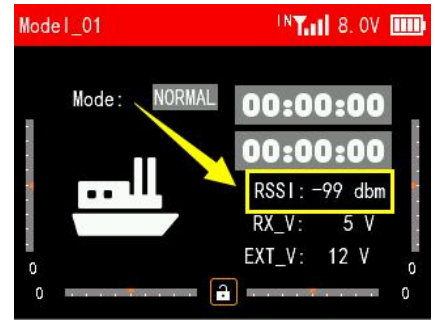 Model_01 IN 8.0V
Mode: NORMAL 00:00:00
00:00:00
RSSI:-99 dbm
RX_V: 5 V
EXT_V: 12 V
0 0
0 0